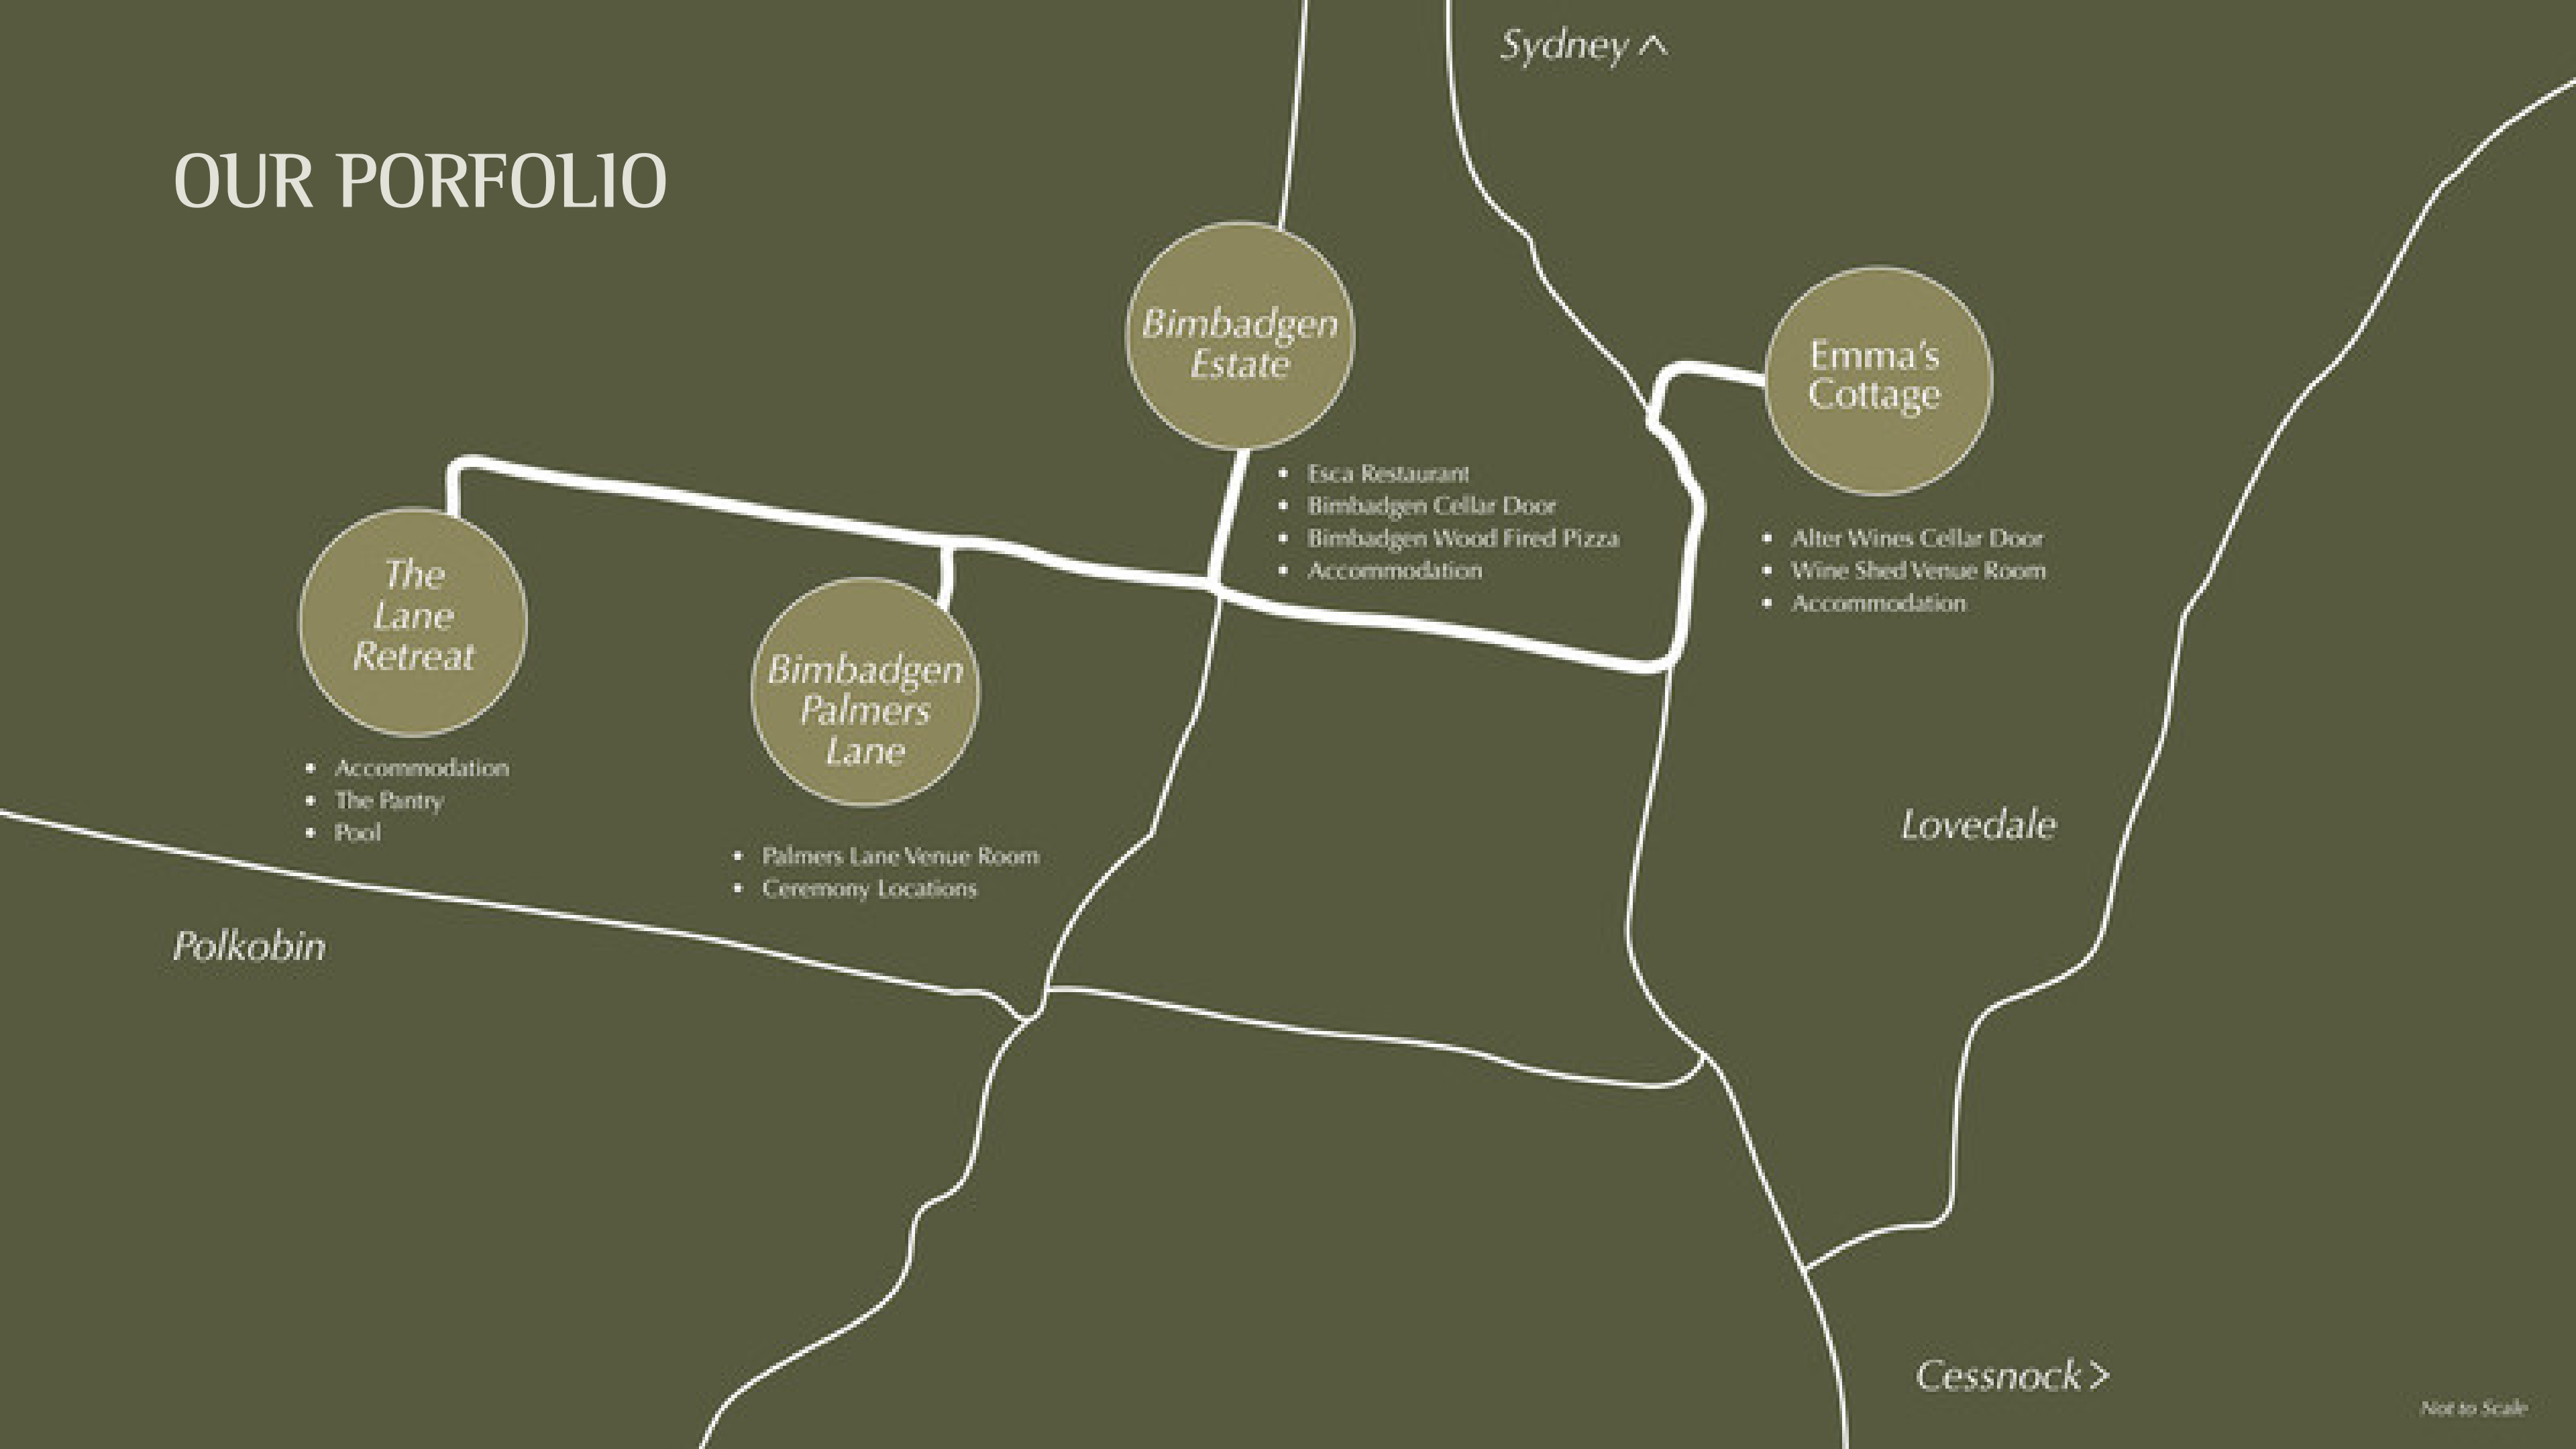 Sydney ^
OUR PORFOLIO
Bimbadgen
Estate
Emma's
Cottage
• Esca Restaurant
• Bimbadgen Cellar Door
• Bimbadgen Wood Fired Pizza
• Accommodation
• Alter Wines Cellar Door
• Wine Shed Venue Room
• Accommodation
The
Lane
Retreat
Bimbadgen
Palmers
Lane
• Accommodation
• The Pantry
• Pool
• Palmers Lane Venue Room
• Ceremony Locations
Lovedale
Polkobin
Cessnock >
Not to Scale